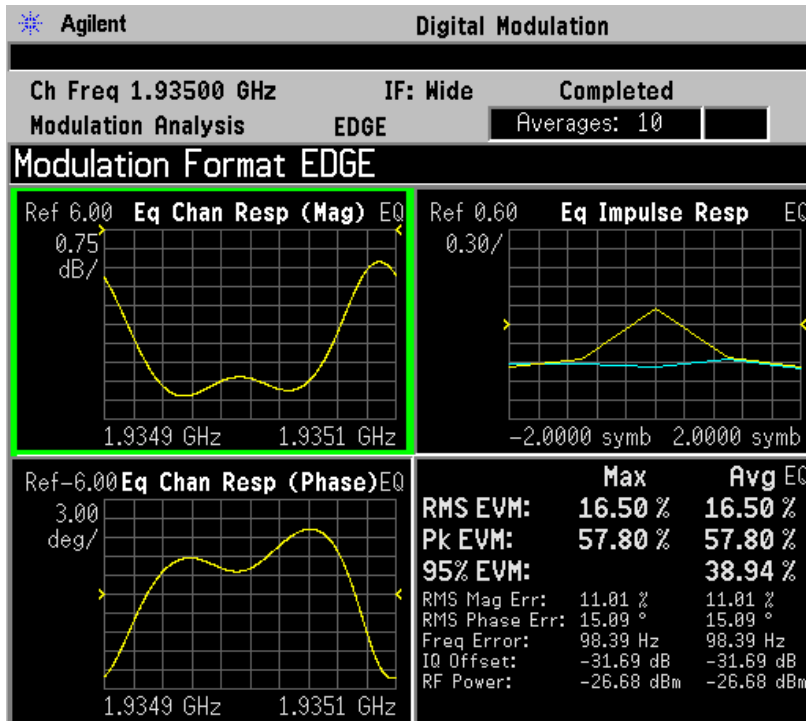 Agilent Digital Modulation
Ch Freq 1.93500 GHz IF: Wide Completed
Modulation Analysis EDGE Averages: 10
Modulation Format EDGE
Ref 6.00 Eq Chan Resp (Mag) EQ
0.75
dB/
1.9349 GHz 1.9351 GHz
Ref 0.60 Eq Impulse Resp EQ
0.30/
-2.0000 symb 2.0000 symb
Ref-6.00 Eq Chan Resp (Phase) EQ
3.00
deg/
1.9349 GHz 1.9351 GHz
Max Avg EQ
RMS EVM: 16.50 % 16.50 %
Pk EVM: 57.80 % 57.80 %
95% EVM: 38.94 %
RMS Mag Err: 11.01 % 11.01 %
RMS Phase Err: 15.09 ° 15.09 °
Freq Error: 98.39 Hz 98.39 Hz
IQ Offset: -31.69 dB -31.69 dB
RF Power: -26.68 dBm -26.68 dBm